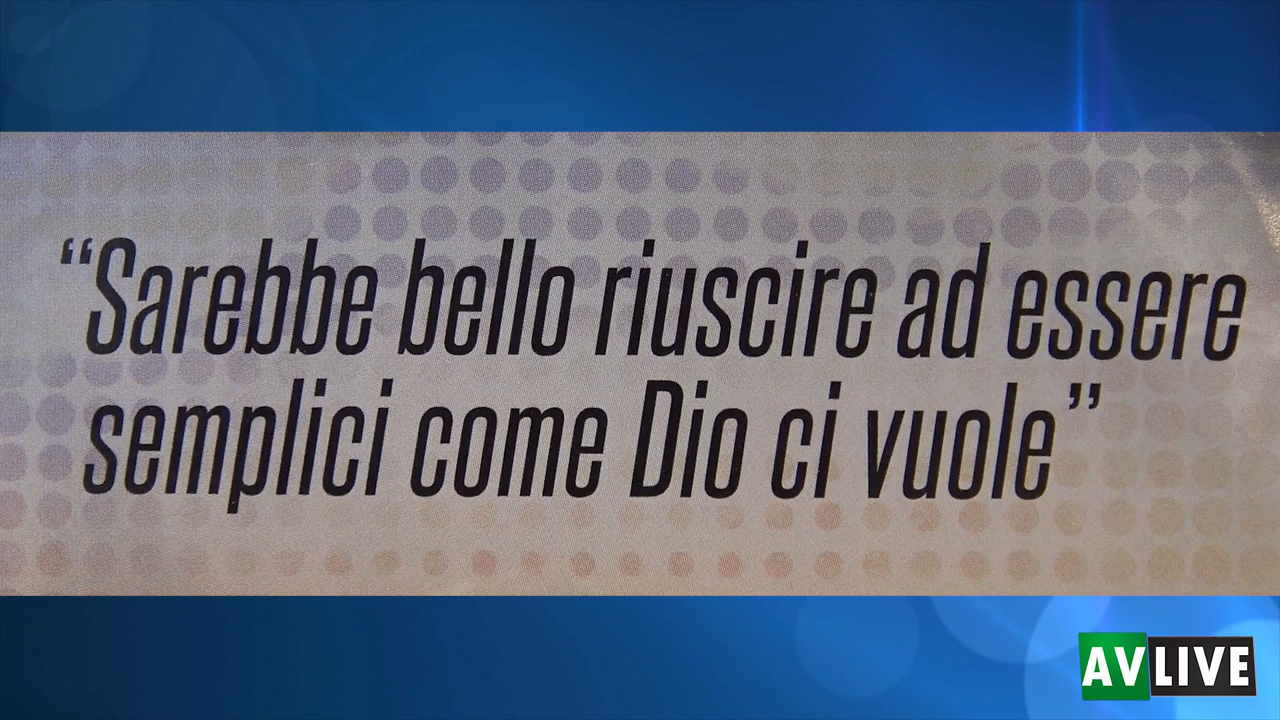 “Sarebbe bello riuscire ad essere
semplici come Dio ci vuole”
AVLIVE